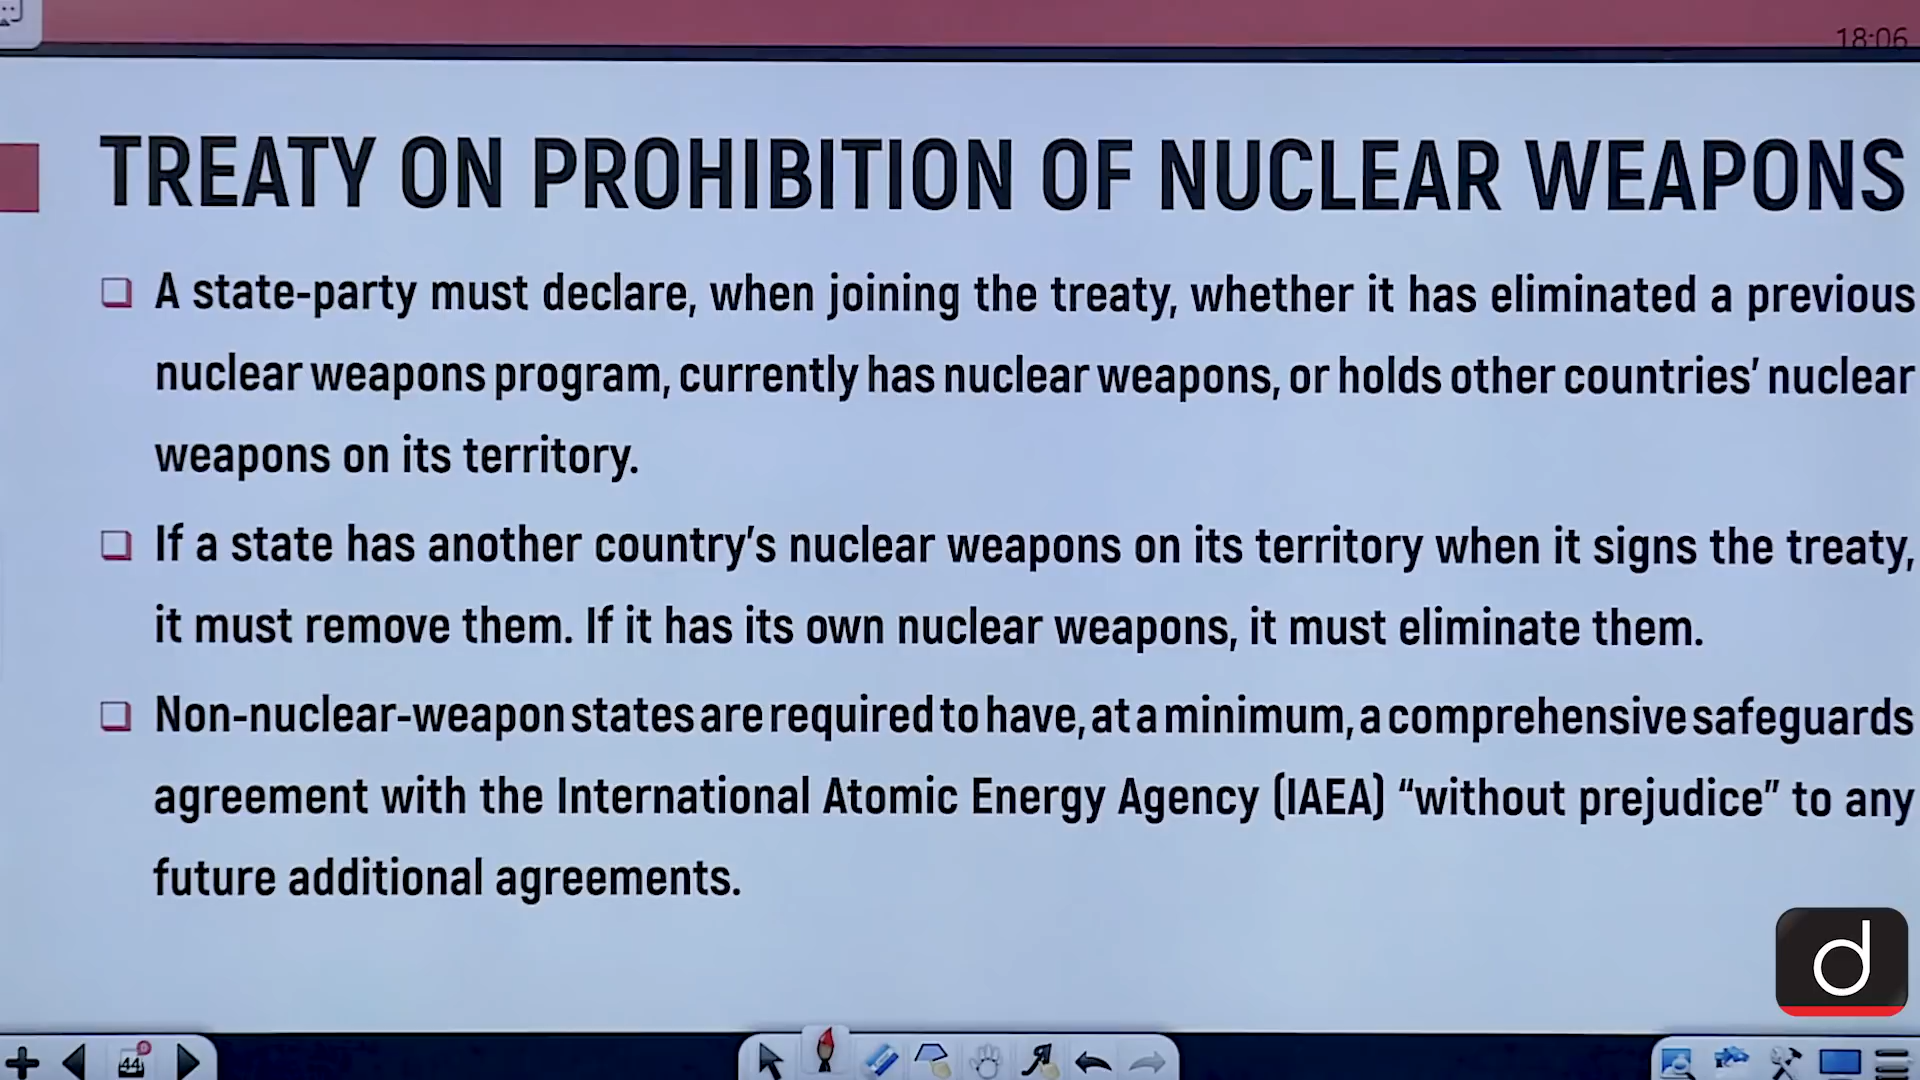 18:06
TREATY ON PROHIBITION OF NUCLEAR WEAPONS
A state-party must declare, when joining the treaty, whether it has eliminated a previous
nuclear weapons program, currently has nuclear weapons, or holds other countries’ nuclear
weapons on its territory.
If a state has another country’s nuclear weapons on its territory when it signs the treaty,
it must remove them. If it has its own nuclear weapons, it must eliminate them.
Non-nuclear-weapon states are required to have, at a minimum, a comprehensive safeguards
agreement with the International Atomic Energy Agency (IAEA) “without prejudice” to any
future additional agreements.
d
44